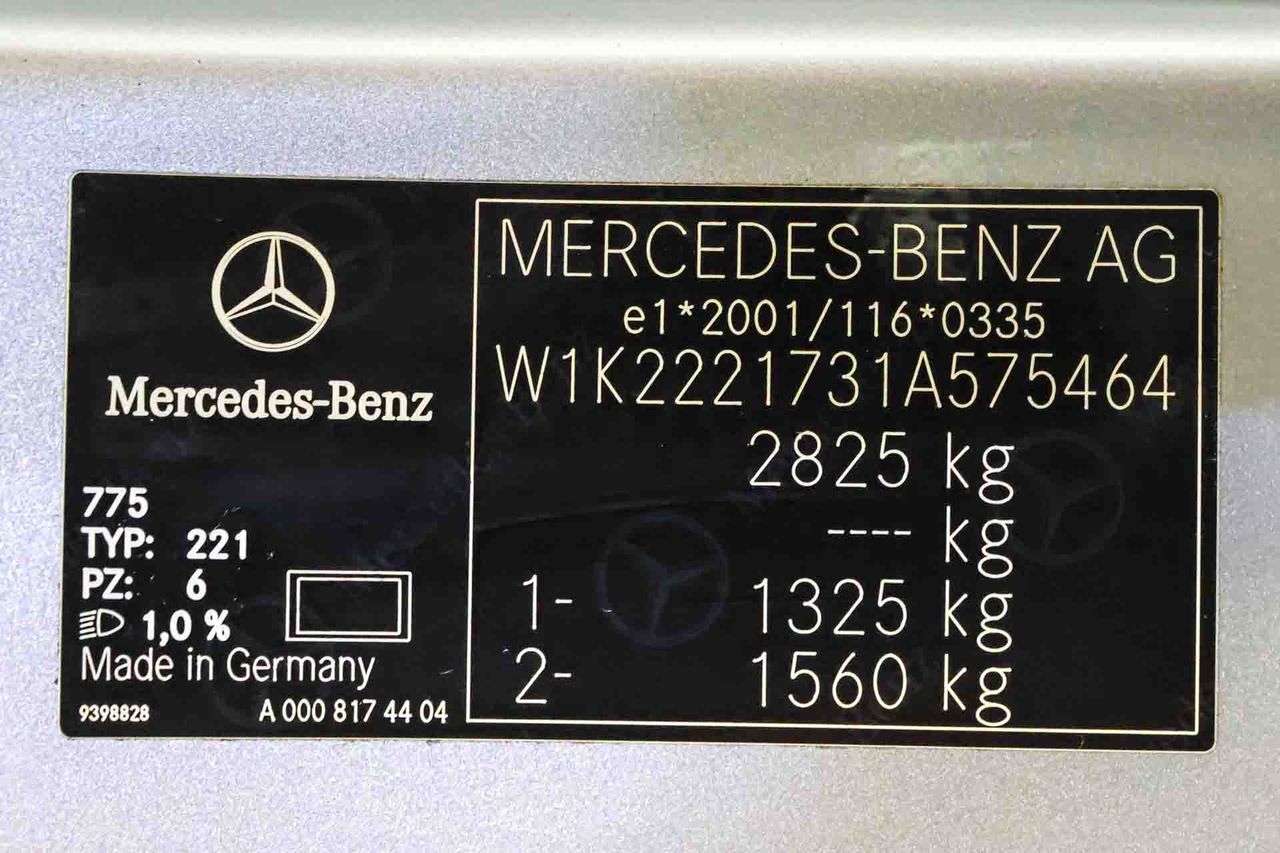 Mercedes-Benz
775
TYP: 221
PZ: 6
1,0 %
Made in Germany
9398828 A 000 817 44 04
MERCEDES-BENZ AG
e1*2001/116*0335
W1K2221731A575464
2825 kg
---- kg
1- 1325 kg
2- 1560 kg